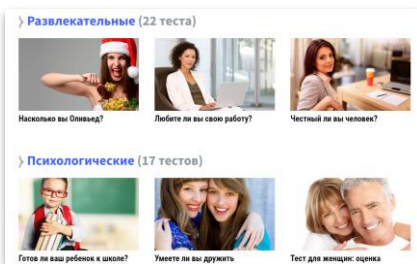 › Развлекательные (22 теста)
Насколько вы Оливьед?
Любите ли вы свою работу?
Честный ли вы человек?
› Психологические (17 тестов)
Готов ли ваш ребенок к школе?
Умеете ли вы дружить
Тест для женщин: оценка